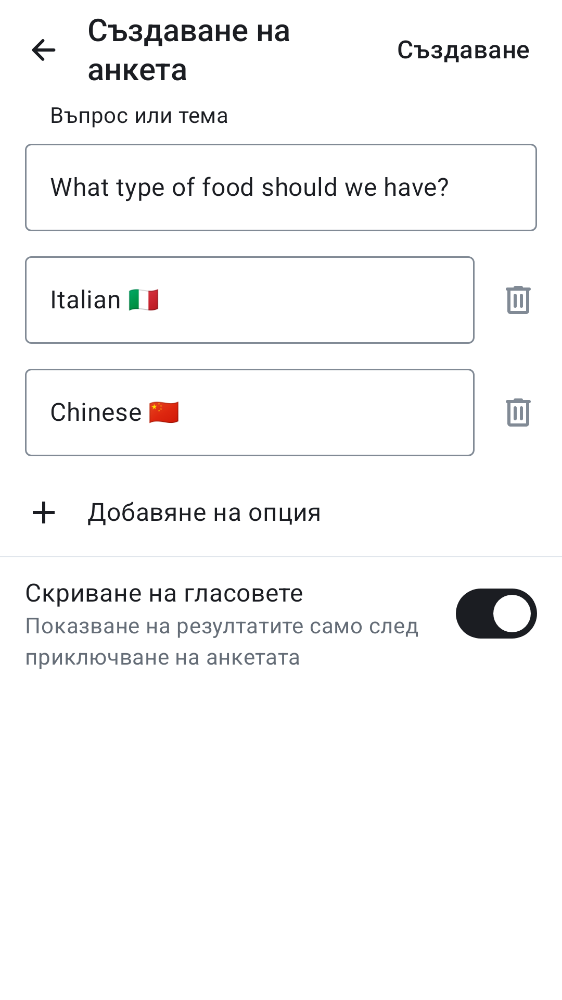 Създаване на
анкета
Създаване
Въпрос или тема
What type of food should we have?
Italian 🇮🇹
Chinese 🇨🇳
Добавяне на опция
Скриване на гласовете
Показване на резултатите само след
приключване на анкетата